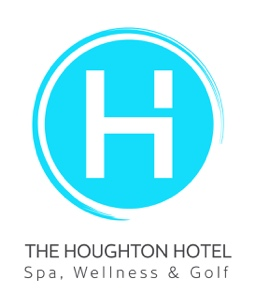 H
THE HOUGHTON HOTEL
Spa, Wellness & Golf